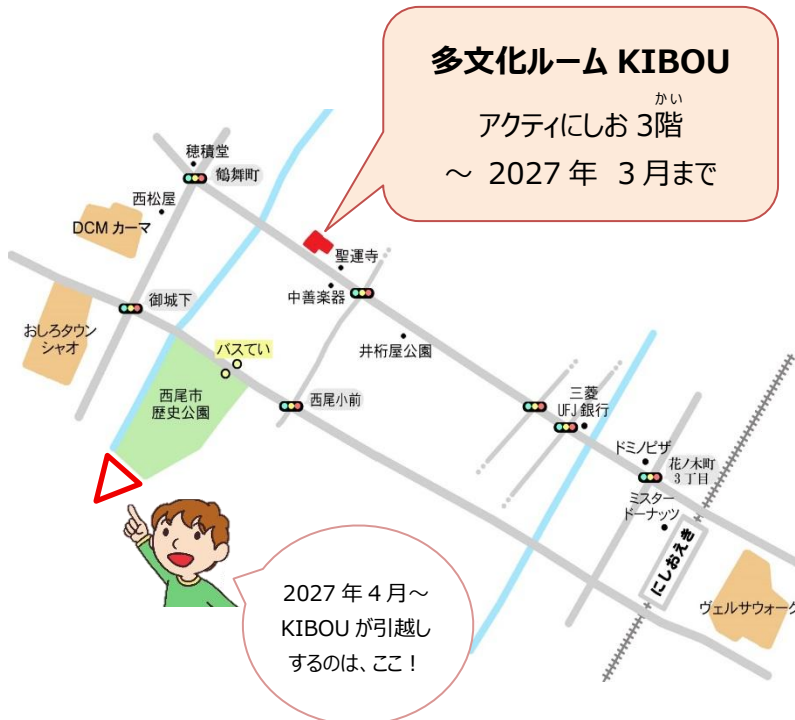 多文化ルーム KIBOU
かい
アクティにしお 3階
～ 2027 年 3 月まで
穂積堂
鶴舞町
西松屋
DCM カーマ
聖運寺
中善楽器
御城下
おしろタウン
シャオ
バスてい
井桁屋公園
西尾市
歴史公園
西尾小前
三菱
UFJ 銀行
ドミノピザ
花ノ木町
3丁目
ミスター
ドーナッツ
にしおえき
ヴェルサウォーク
2027 年 4 月～
KIBOU が引越し
するのは、ここ！